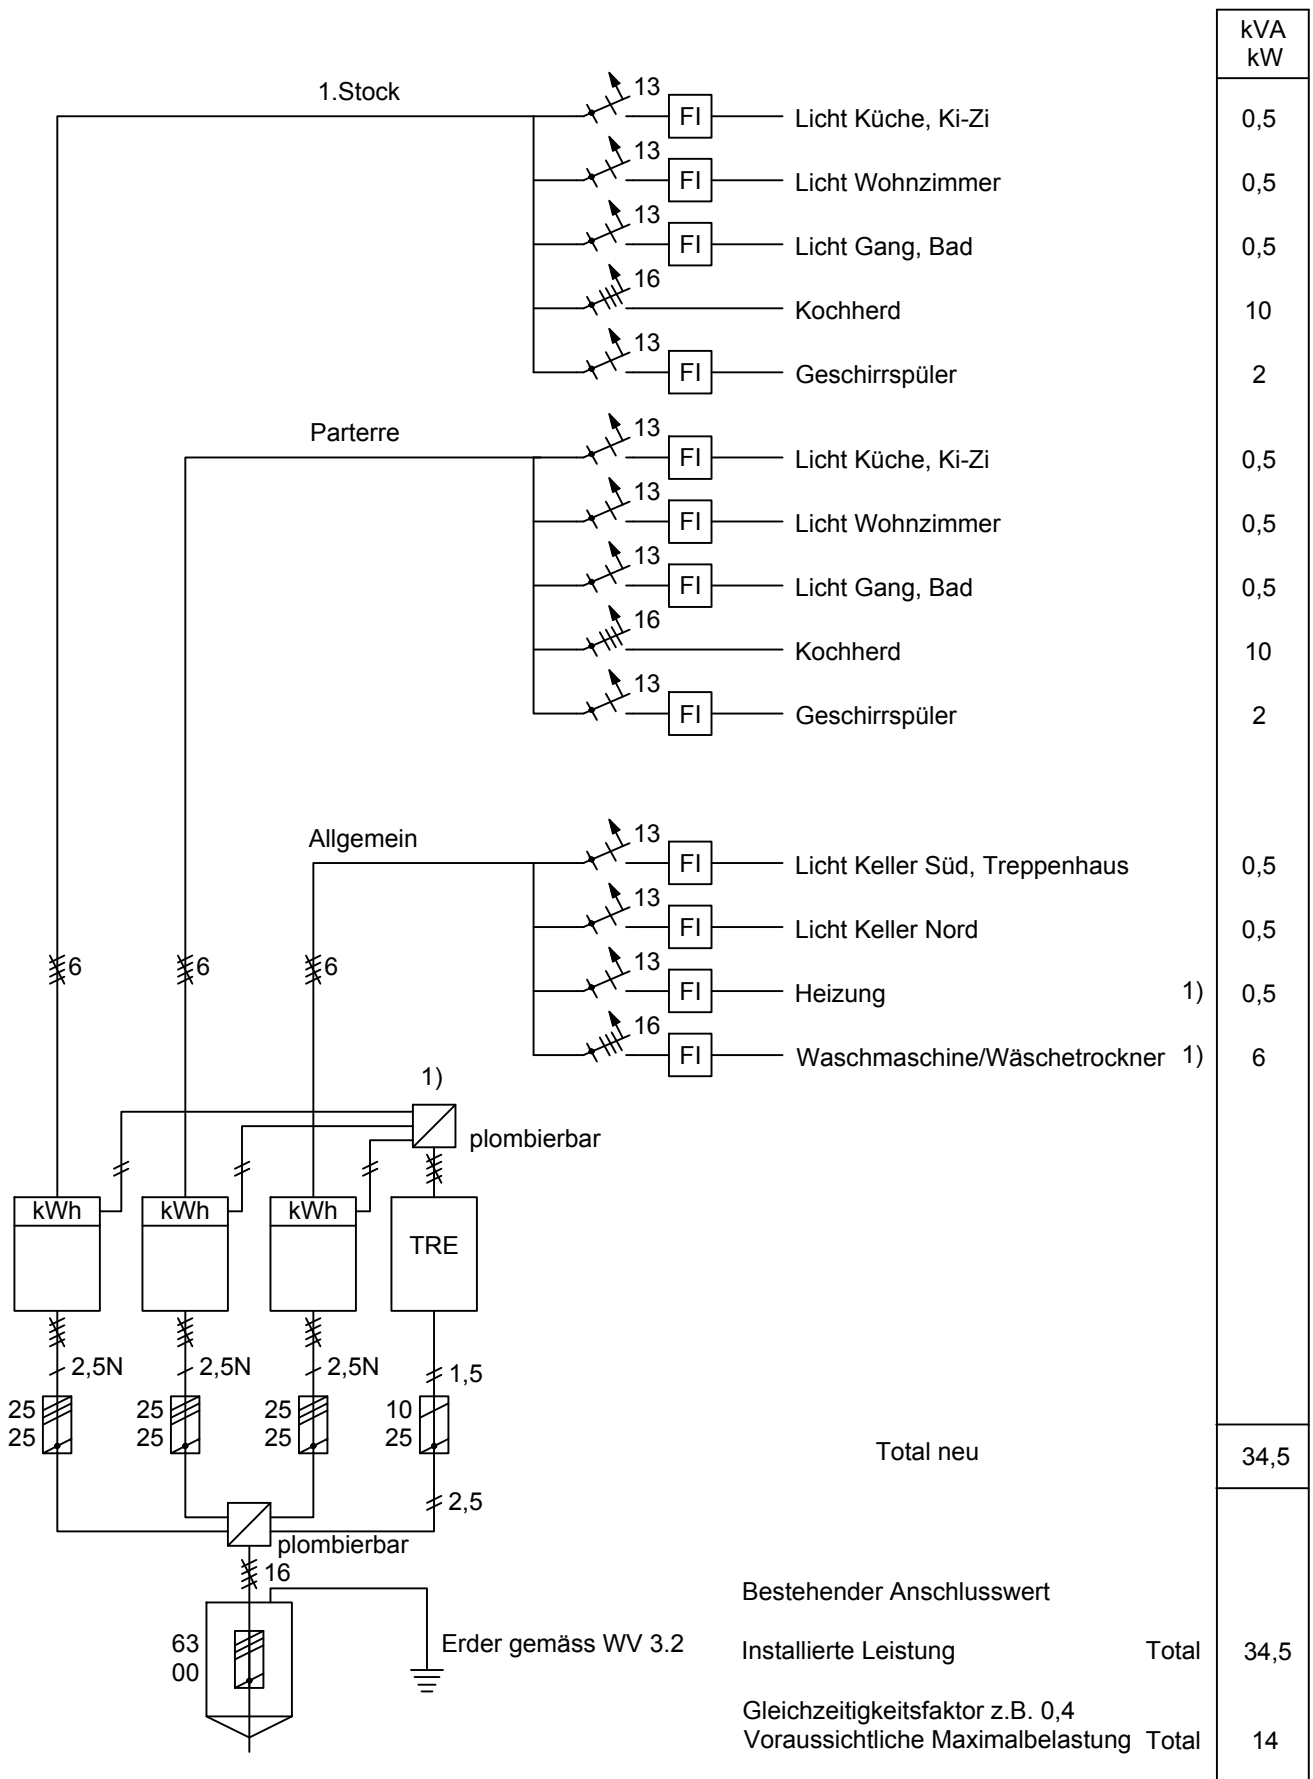 kVA
kW
1.Stock
13
FI
Licht Küche, Ki-Zi
0,5
13
FI
Licht Wohnzimmer
0,5
13
FI
Licht Gang, Bad
0,5
16
Kochherd
10
13
FI
Geschirrspüler
2
Parterre
13
FI
Licht Küche, Ki-Zi
0,5
13
FI
Licht Wohnzimmer
0,5
13
FI
Licht Gang, Bad
0,5
16
Kochherd
10
13
FI
Geschirrspüler
2
Allgemein
13
FI
Licht Keller Süd, Treppenhaus
0,5
13
FI
Licht Keller Nord
0,5
6
6
6
13
FI
Heizung
1)
0,5
16
FI
Waschmaschine/Wäschetrockner
1)
6
1)
plombierbar
kWh
kWh
kWh
TRE
2,5N
2,5N
2,5N
1,5
25
25
25
25
25
25
10
25
Total neu
34,5
2,5
plombierbar
16
Bestehender Anschlusswert
63
00
Erder gemäss WV 3.2
Installierte Leistung
Total
34,5
Gleichzeitigkeitsfaktor z.B. 0,4
Voraussichtliche Maximalbelastung
Total
14